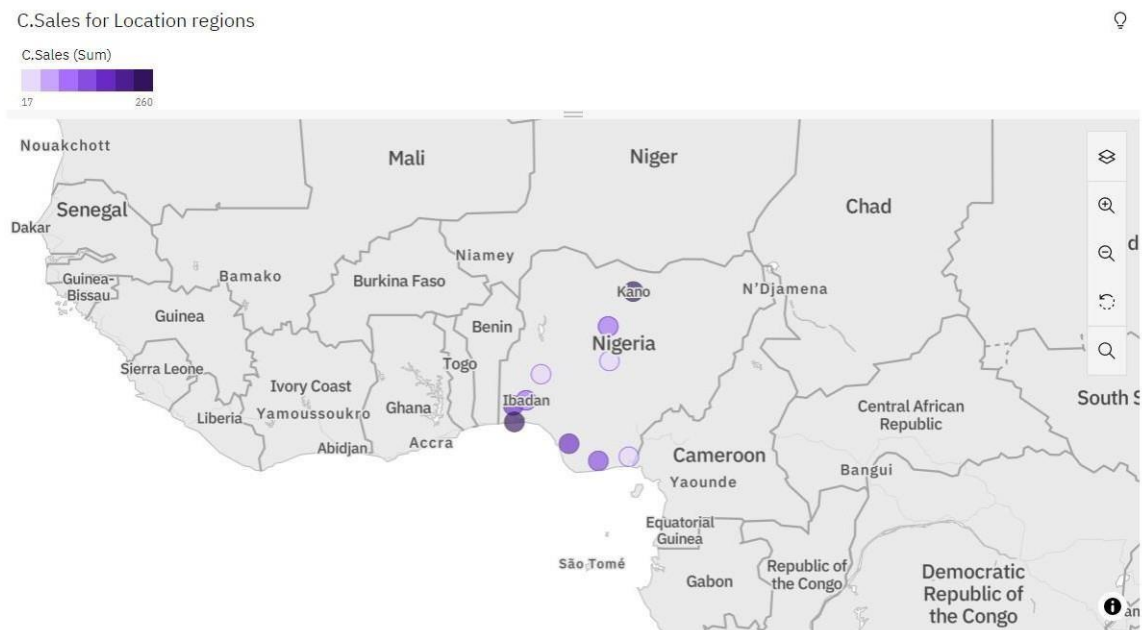 C.Sales for Location regions
C.Sales (Sum)
17
260
Nouakchott
Mali
Niger
Chad
Senegal
Dakar
Niamey
d
Guinea-
Bissau
Bamako
Burkina Faso
Kano
N'Djamena
Guinea
Benin
Nigeria
Sierra Leone
Togo
Ivory Coast
Ibadan
South S
Liberia
Yamoussoukro
Ghana
Central African
Republic
Abidjan
Accra
Cameroon
Bangui
Yaounde
Equatorial
Guinea
São Tomé
Gabon
Republic of
the Congo
Democratic
Republic of
the Congo
an